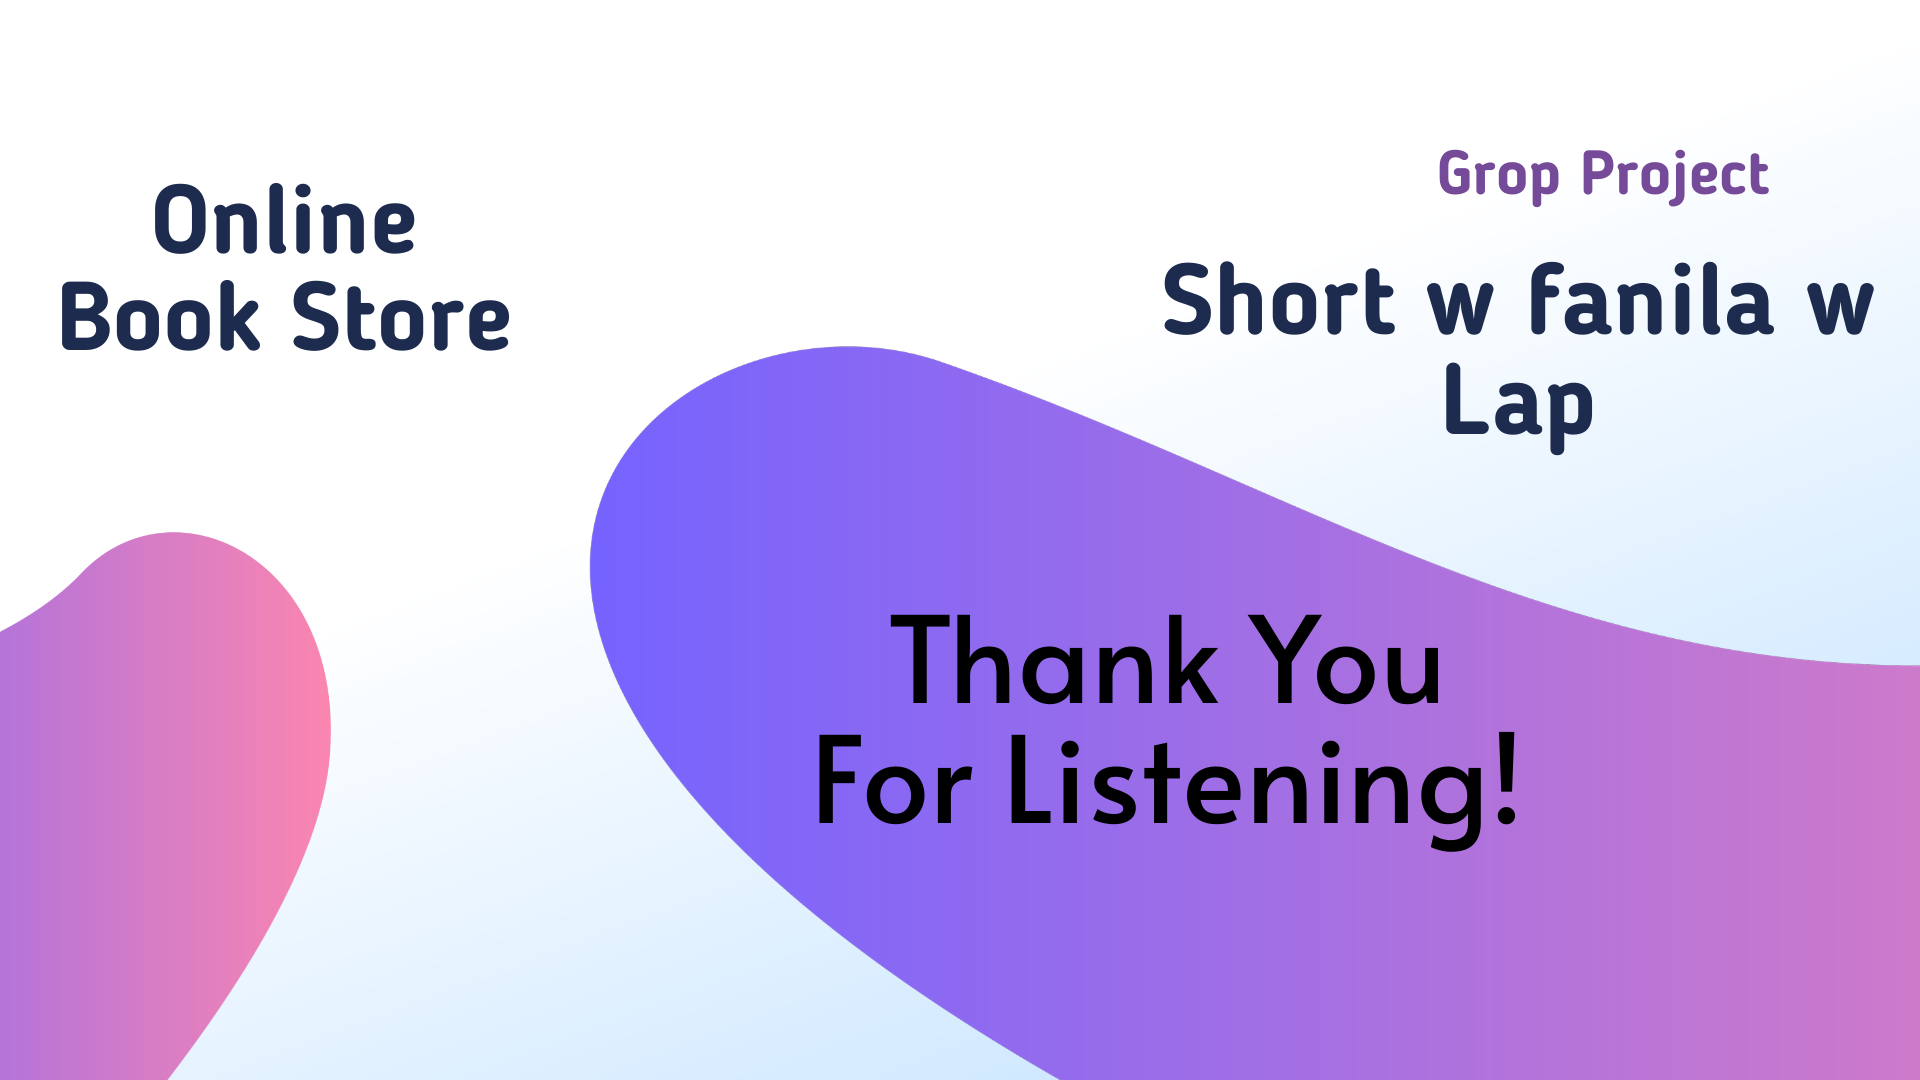 Online
Book Store
Grop Project
Short w fanila w
Lap
Thank You
For Listening!